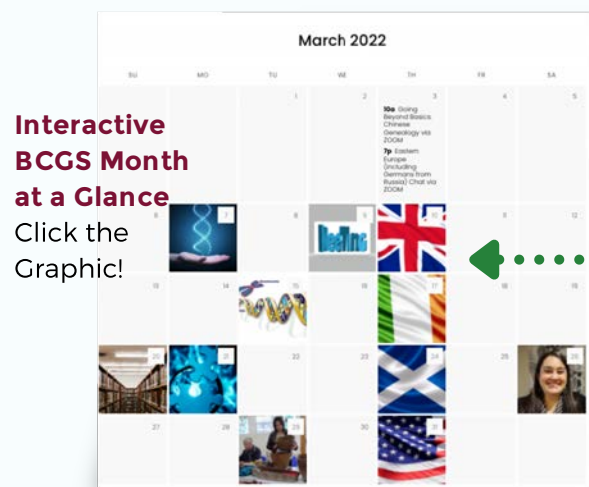 March 2022
SU MO TU WE TH FR SA
1 2 3 4 5
10a Going
Beyond Basics
Chinese
Genealogy via
ZOOM
7p Eastern
Europe
(including
Germans from
Russia) Chat via
ZOOM
Interactive
BCGS Month
at a Glance
Click the
Graphic!
6 7 8 9 10 11 12
Meeting
13 14 15 16 17 18 19
20 21 22 23 24 25 26
27 28 29 30 31